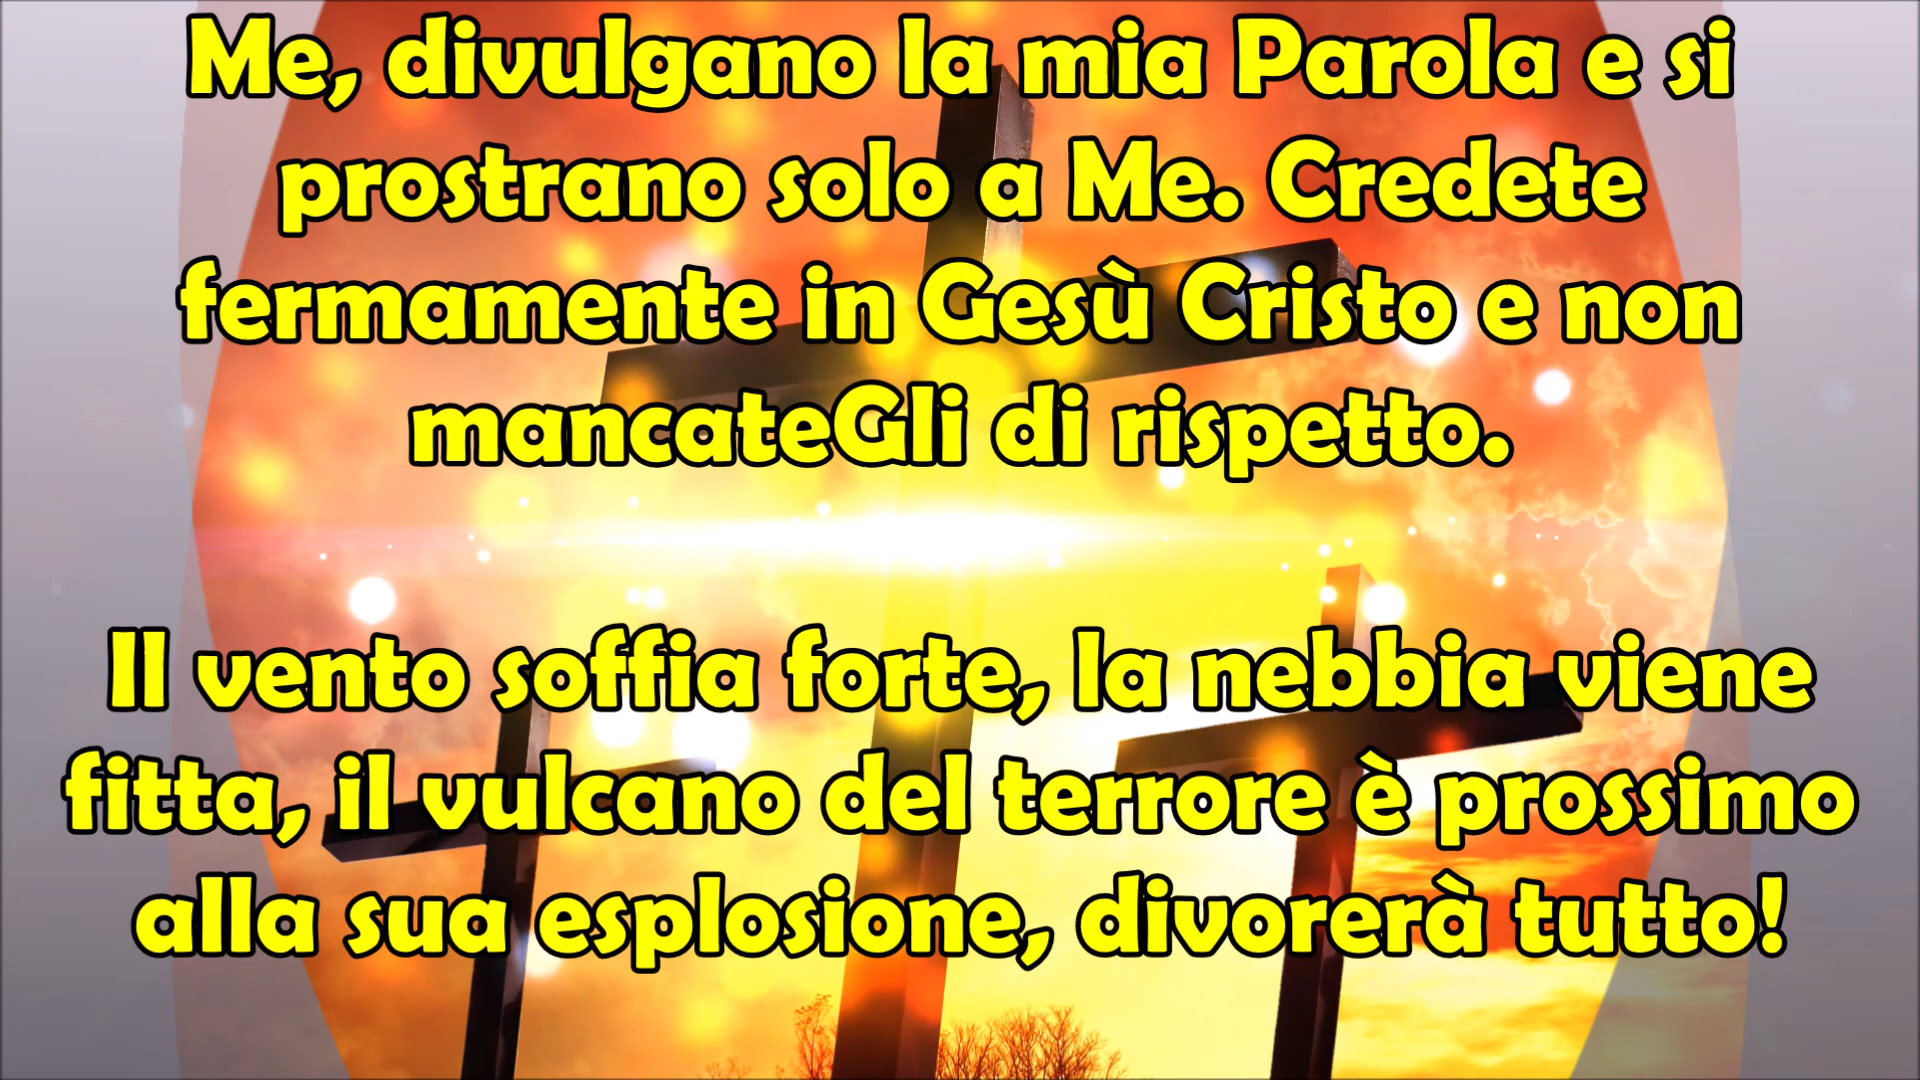 Me, divulgano la mia Parola e si
prostrano solo a Me. Credete
fermamente in Gesù Cristo e non
mancateGli di rispetto.
Il vento soffia forte, la nebbia viene
fitta, il vulcano del terrore è prossimo
alla sua esplosione, divorerà tutto!